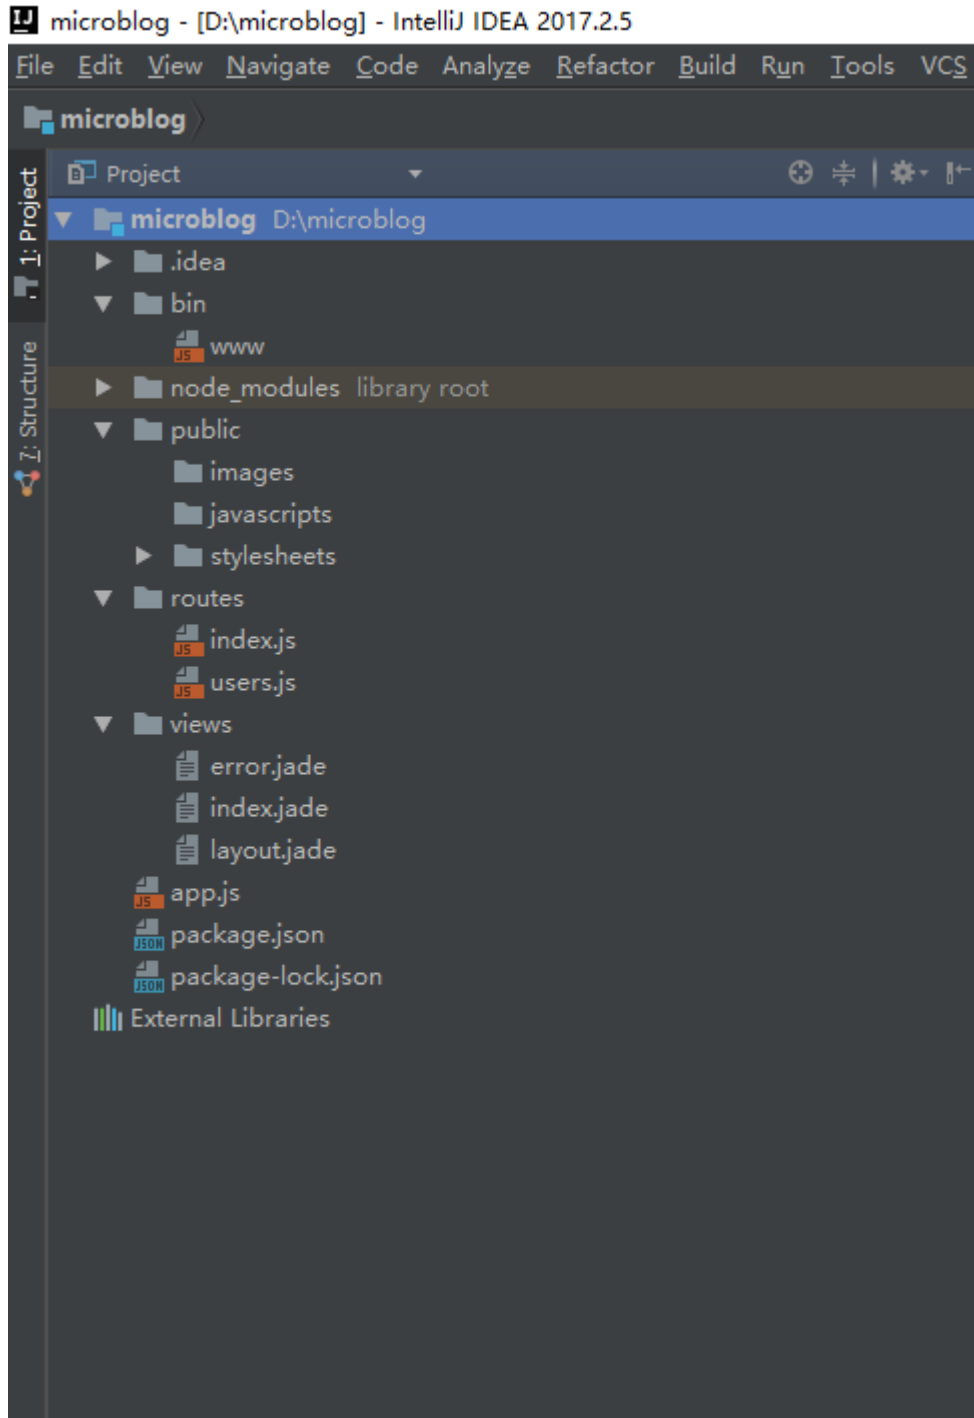 microblog - [D:\microblog] - IntelliJ IDEA 2017.2.5
File Edit View Navigate Code Analyze Refactor Build Run Tools VCS
microblog
Project
1: Project
7: Structure
microblog D:\microblog
.idea
bin
www
node_modules library root
public
images
javascripts
stylesheets
routes
index.js
users.js
views
error.jade
index.jade
layout.jade
app.js
package.json
package-lock.json
External Libraries